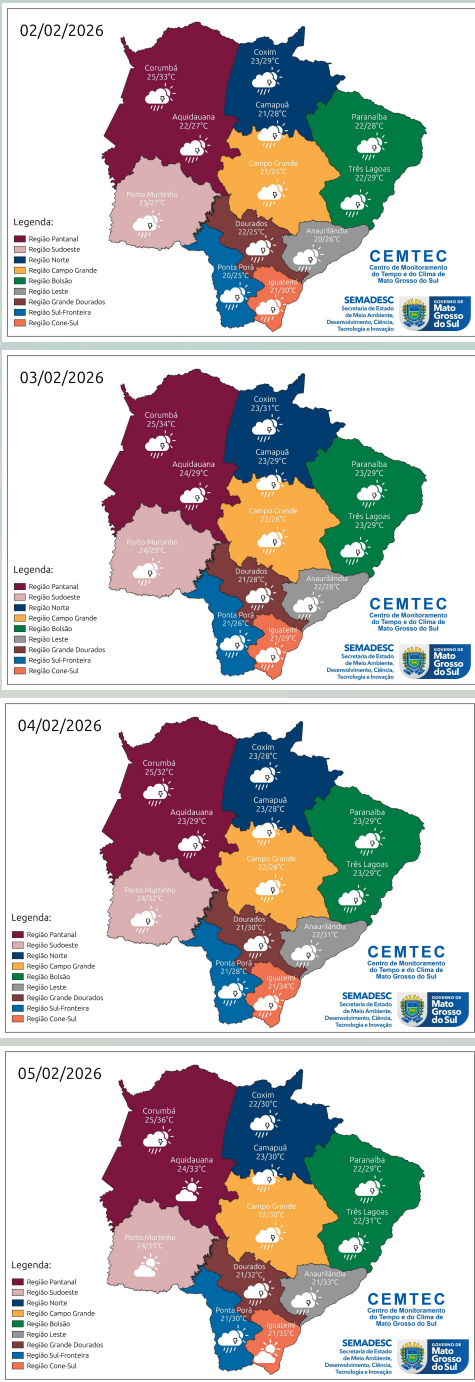 02/02/2026
Corumbá
25/33°C
Coxim
23/29°C
Aquidauana
22/27°C
Camapuã
21/28°C
Paranaíba
22/28°C
Campo Grande
21/25°C
Três Lagoas
22/29°C
Porto Murtinho
23/27°C
Dourados
22/25°C
Anaurilândia
20/26°C
Ponta Porã
20/25°C
Iguatemi
21/30°C
Legenda:
Região Pantanal
Região Sudoeste
Região Norte
Região Campo Grande
Região Bolsão
Região Leste
Região Grande Dourados
Região Sul-Fronteira
Região Cone-Sul
CEMTEC
Centro de Monitoramento
do Tempo e do Clima de
Mato Grosso do Sul
SEMADESC
Secretaria de Estado
de Meio Ambiente,
Desenvolvimento, Ciência,
Tecnologia e Inovação
GOVERNO DE
Mato
Grosso
do Sul
03/02/2026
Corumbá
25/34°C
Coxim
23/31°C
Aquidauana
24/29°C
Camapuã
23/29°C
Paranaíba
23/29°C
Campo Grande
22/26°C
Três Lagoas
23/29°C
Porto Murtinho
24/29°C
Dourados
21/28°C
Anaurilândia
22/28°C
Ponta Porã
21/26°C
Iguatemi
21/29°C
Legenda:
Região Pantanal
Região Sudoeste
Região Norte
Região Campo Grande
Região Bolsão
Região Leste
Região Grande Dourados
Região Sul-Fronteira
Região Cone-Sul
CEMTEC
Centro de Monitoramento
do Tempo e do Clima de
Mato Grosso do Sul
SEMADESC
Secretaria de Estado
de Meio Ambiente,
Desenvolvimento, Ciência,
Tecnologia e Inovação
GOVERNO DE
Mato
Grosso
do Sul
04/02/2026
Corumbá
25/32°C
Coxim
23/28°C
Aquidauana
23/29°C
Camapuã
23/28°C
Paranaíba
23/29°C
Campo Grande
22/26°C
Três Lagoas
23/29°C
Porto Murtinho
24/32°C
Dourados
21/30°C
Anaurilândia
22/31°C
Ponta Porã
21/28°C
Iguatemi
21/34°C
Legenda:
Região Pantanal
Região Sudoeste
Região Norte
Região Campo Grande
Região Bolsão
Região Leste
Região Grande Dourados
Região Sul-Fronteira
Região Cone-Sul
CEMTEC
Centro de Monitoramento
do Tempo e do Clima de
Mato Grosso do Sul
SEMADESC
Secretaria de Estado
de Meio Ambiente,
Desenvolvimento, Ciência,
Tecnologia e Inovação
GOVERNO DE
Mato
Grosso
do Sul
05/02/2026
Corumbá
25/36°C
Coxim
22/30°C
Aquidauana
24/33°C
Camapuã
23/30°C
Paranaíba
22/29°C
Campo Grande
22/30°C
Três Lagoas
22/31°C
Porto Murtinho
24/35°C
Dourados
21/32°C
Anaurilândia
21/33°C
Ponta Porã
21/30°C
Iguatemi
21/35°C
Legenda:
Região Pantanal
Região Sudoeste
Região Norte
Região Campo Grande
Região Bolsão
Região Leste
Região Grande Dourados
Região Sul-Fronteira
Região Cone-Sul
CEMTEC
Centro de Monitoramento
do Tempo e do Clima de
Mato Grosso do Sul
SEMADESC
Secretaria de Estado
de Meio Ambiente,
Desenvolvimento, Ciência,
Tecnologia e Inovação
GOVERNO DE
Mato
Grosso
do Sul